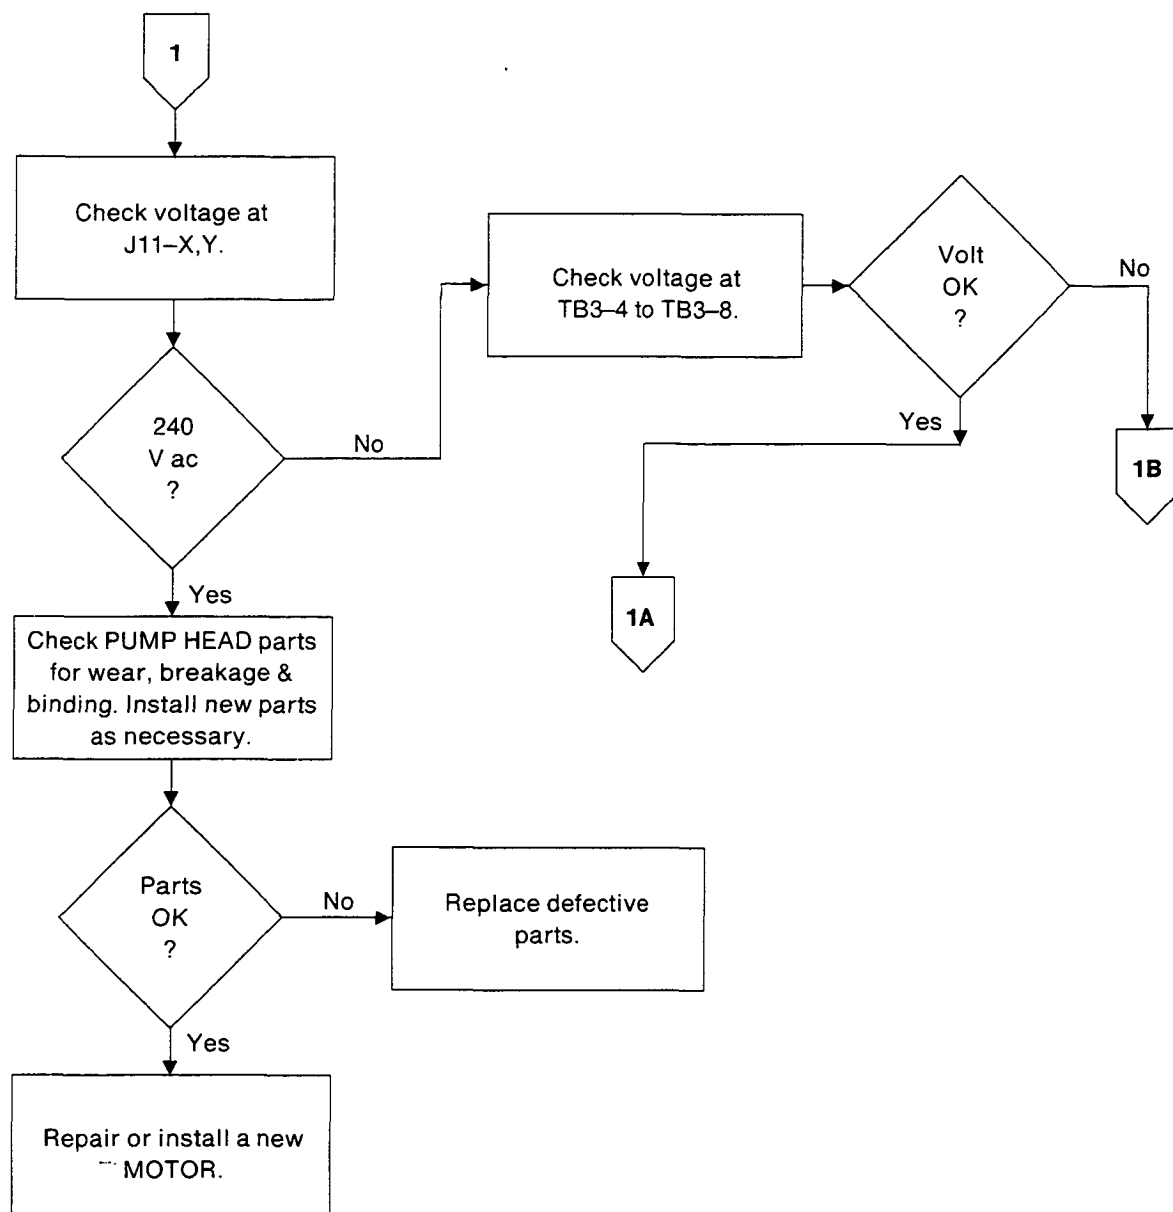 1
Check voltage at
J11–X,Y.
240
V ac
?
No
Check voltage at
TB3–4 to TB3–8.
Volt
OK
?
No
1B
Yes
1A
Yes
Check PUMP HEAD parts
for wear, breakage &
binding. Install new parts
as necessary.
Parts
OK
?
No
Replace defective
parts.
Yes
Repair or install a new
MOTOR.